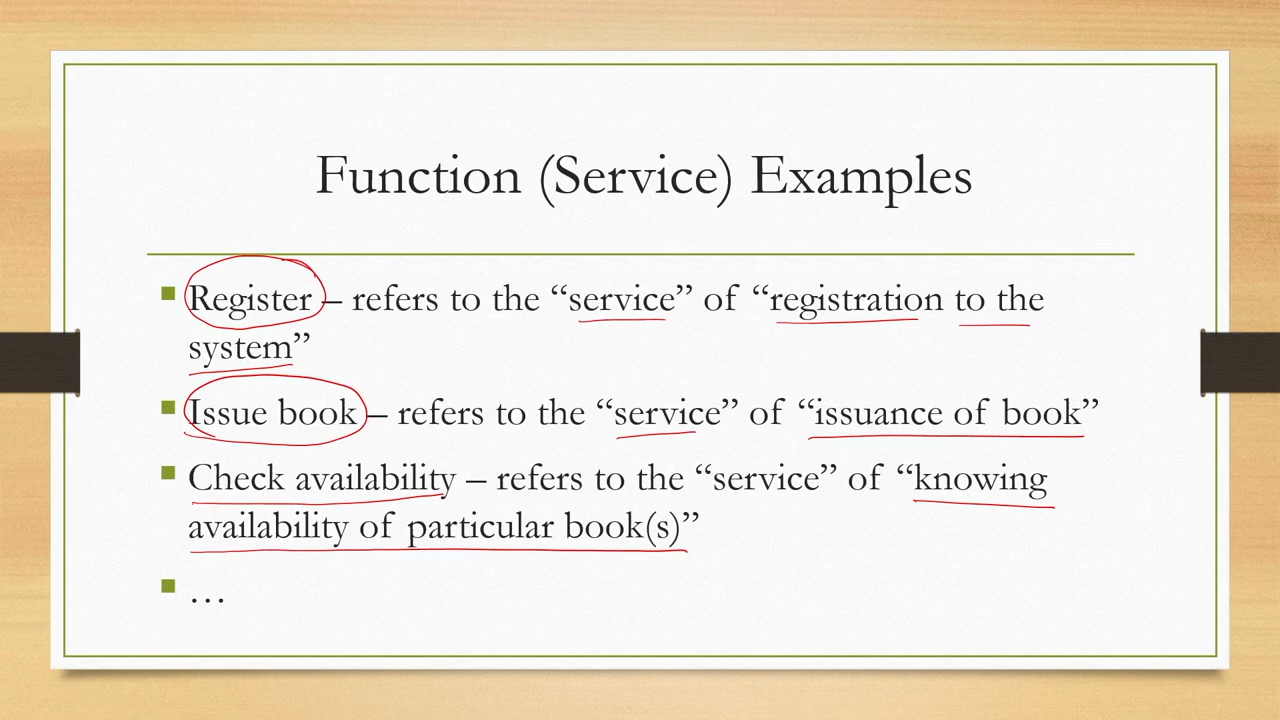 Function (Service) Examples
▪ Register – refers to the “service” of “registration to the
system”
▪ Issue book – refers to the “service” of “issuance of book”
▪ Check availability – refers to the “service” of “knowing
availability of particular book(s)”
▪ …